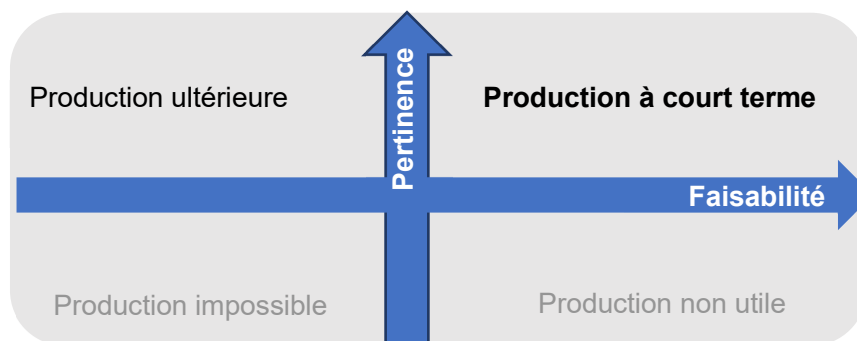 Pertinence
Production ultérieure
Production à court terme
Faisabilité
Production impossible
Production non utile